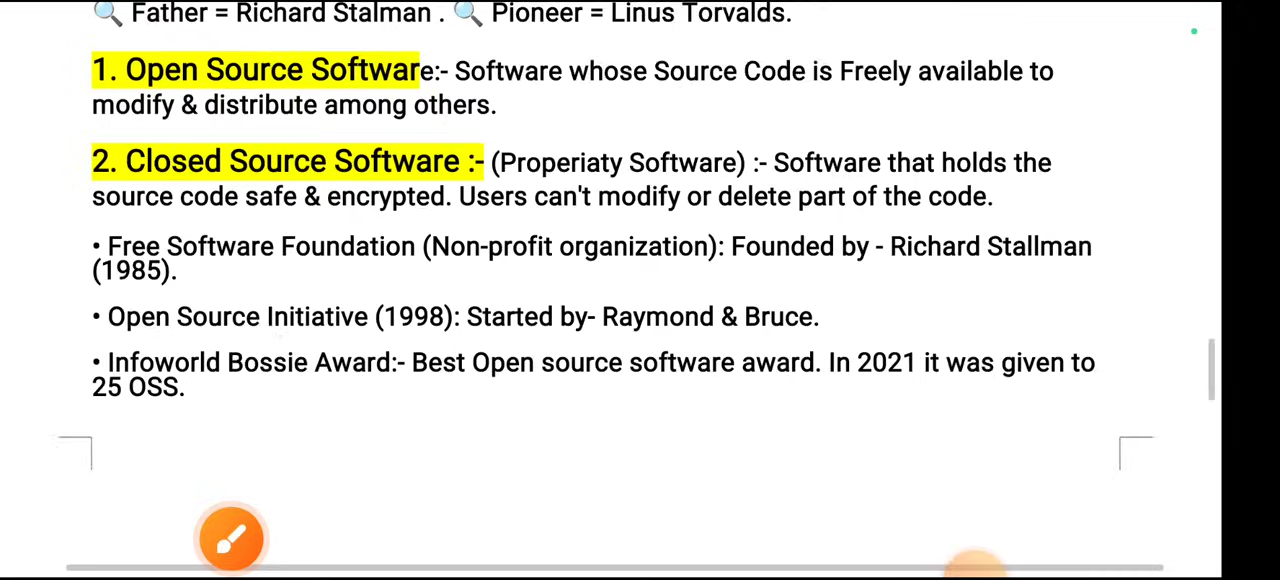 Father = Richard Stalman . Pioneer = Linus Torvalds.
1. Open Source Software:- Software whose Source Code is Freely available to
modify & distribute among others.
2. Closed Source Software :- (Properiaty Software) :- Software that holds the
source code safe & encrypted. Users can't modify or delete part of the code.
• Free Software Foundation (Non-profit organization): Founded by - Richard Stallman
(1985).
• Open Source Initiative (1998): Started by- Raymond & Bruce.
• Infoworld Bossie Award:- Best Open source software award. In 2021 it was given to
25 OSS.